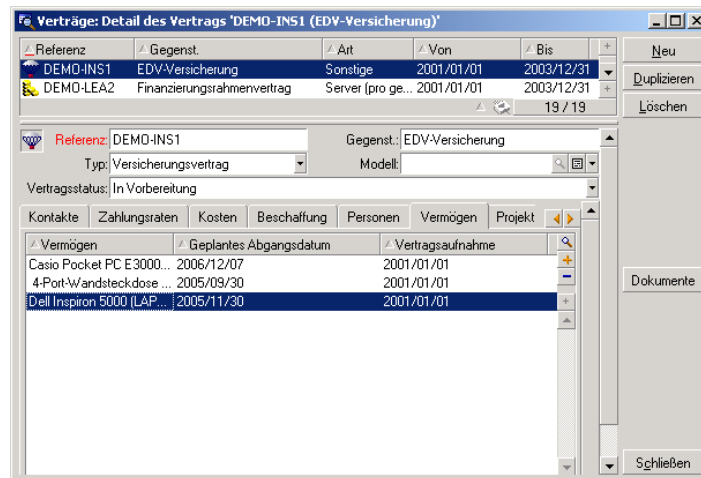 Verträge: Detail des Vertrags 'DEMO-INS1 (EDV-Versicherung)'
Referenz Gegenst. Art Von Bis
DEMO-INS1 EDV-Versicherung Sonstige 2001/01/01 2003/12/31
DEMO-LEA2 Finanzierungsrahmenvertrag Server (pro ge... 2001/01/01 2003/12/31
19 / 19
Neu
Duplizieren
Löschen
Referenz: DEMO-INS1 Gegenst.: EDV-Versicherung
Typ: Versicherungsvertrag Modell:
Vertragsstatus: In Vorbereitung
Kontakte Zahlungsraten Kosten Beschaffung Personen Vermögen Projekt
Vermögen Geplantes Abgangsdatum Vertragsaufnahme
Casio Pocket PC E3000... 2006/12/07 2001/01/01
4-Port-Wandsteckdose ... 2005/09/30 2001/01/01
Dell Inspiron 5000 (LAP... 2005/11/30 2001/01/01
Dokumente
Schließen